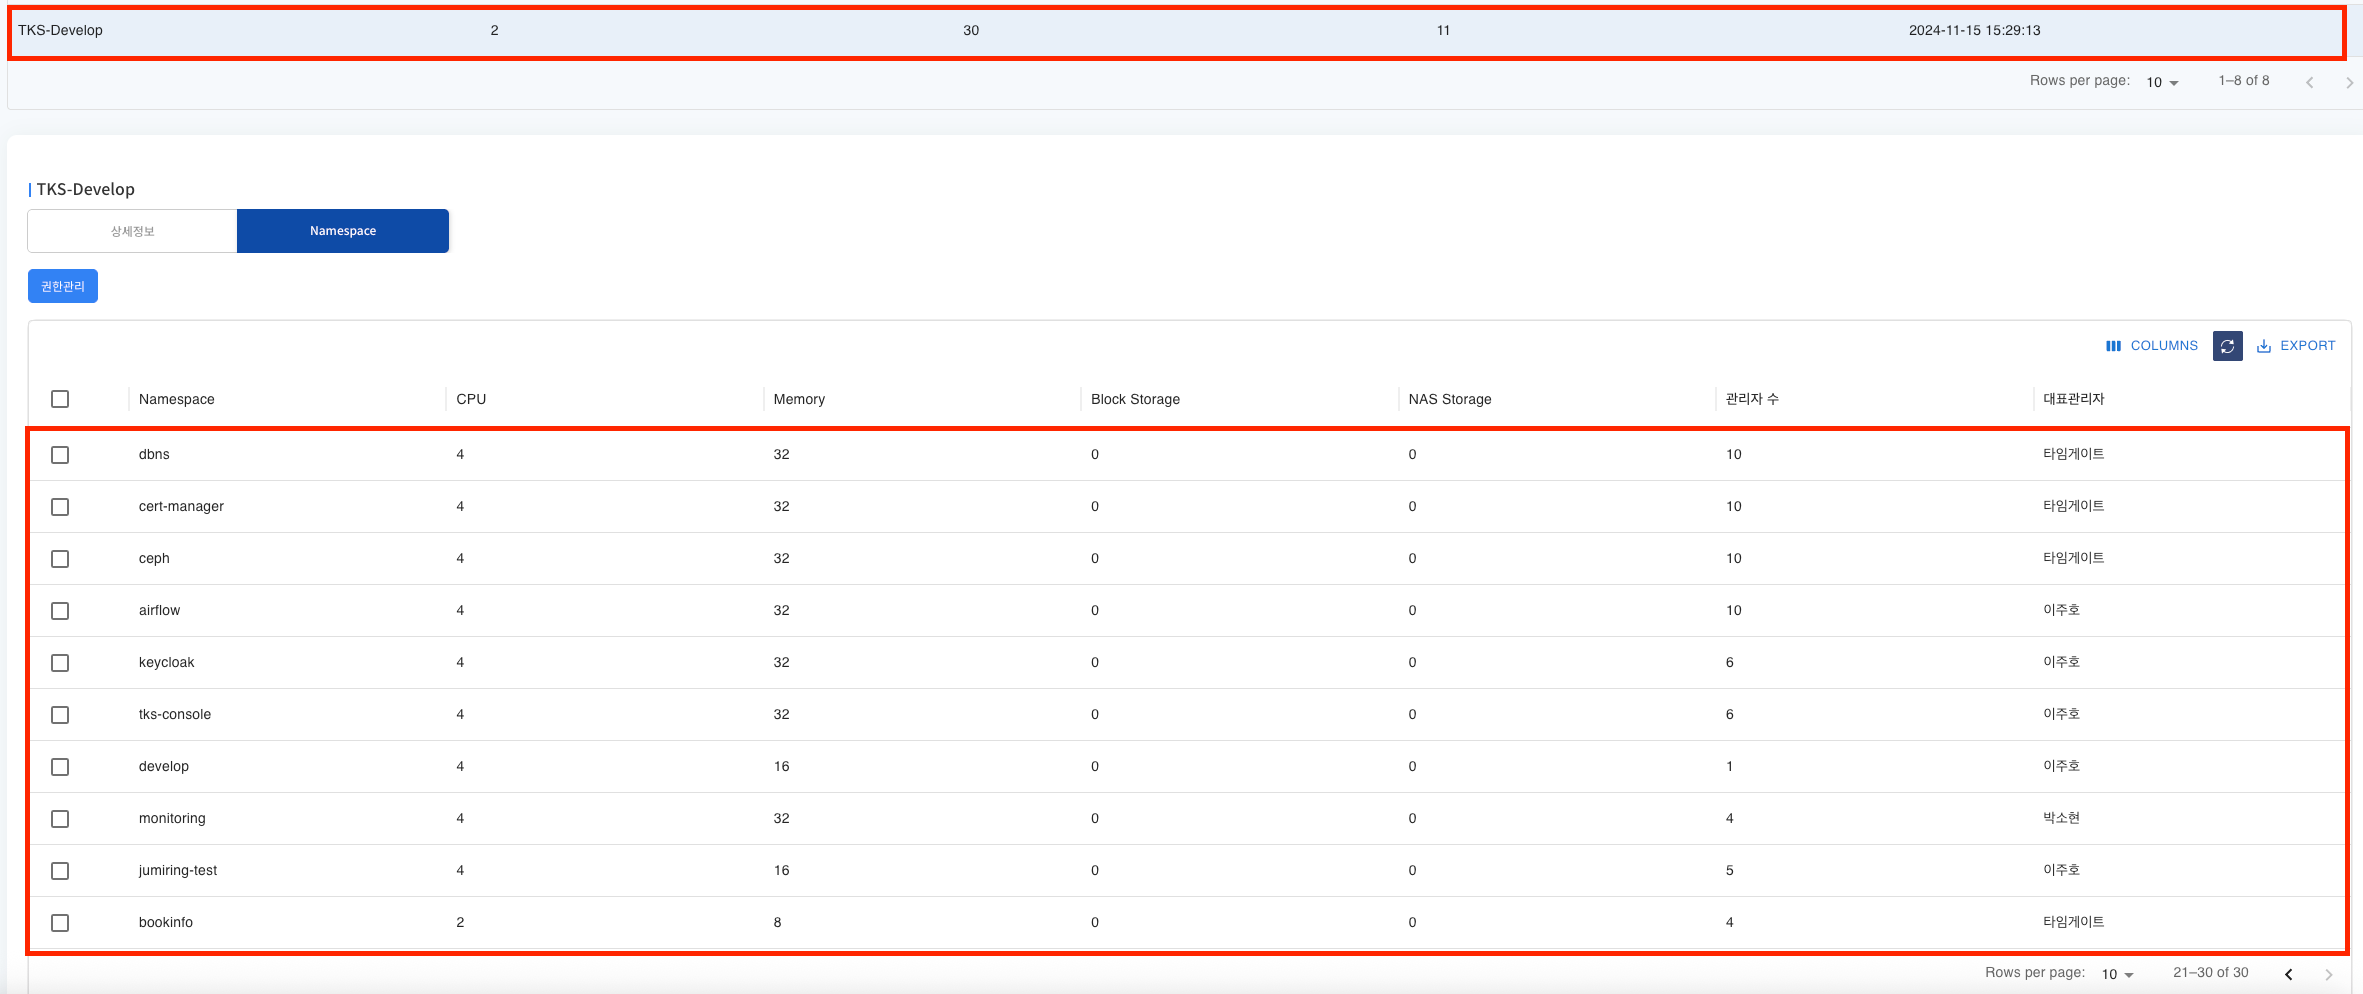 TKS-Develop 2 30 11 2024-11-15 15:29:13
Rows per page: 10 1–8 of 8
TKS-Develop
상세정보 Namespace
권한관리
COLUMNS EXPORT
Namespace CPU Memory Block Storage NAS Storage 관리자 수 대표관리자
dbns 4 32 0 0 10 타임게이트
cert-manager 4 32 0 0 10 타임게이트
ceph 4 32 0 0 10 타임게이트
airflow 4 32 0 0 10 이주호
keycloak 4 32 0 0 6 이주호
tks-console 4 32 0 0 6 이주호
develop 4 16 0 0 1 이주호
monitoring 4 32 0 0 4 박소현
jumiring-test 4 16 0 0 5 이주호
bookinfo 2 8 0 0 4 타임게이트
Rows per page: 10 21–30 of 30